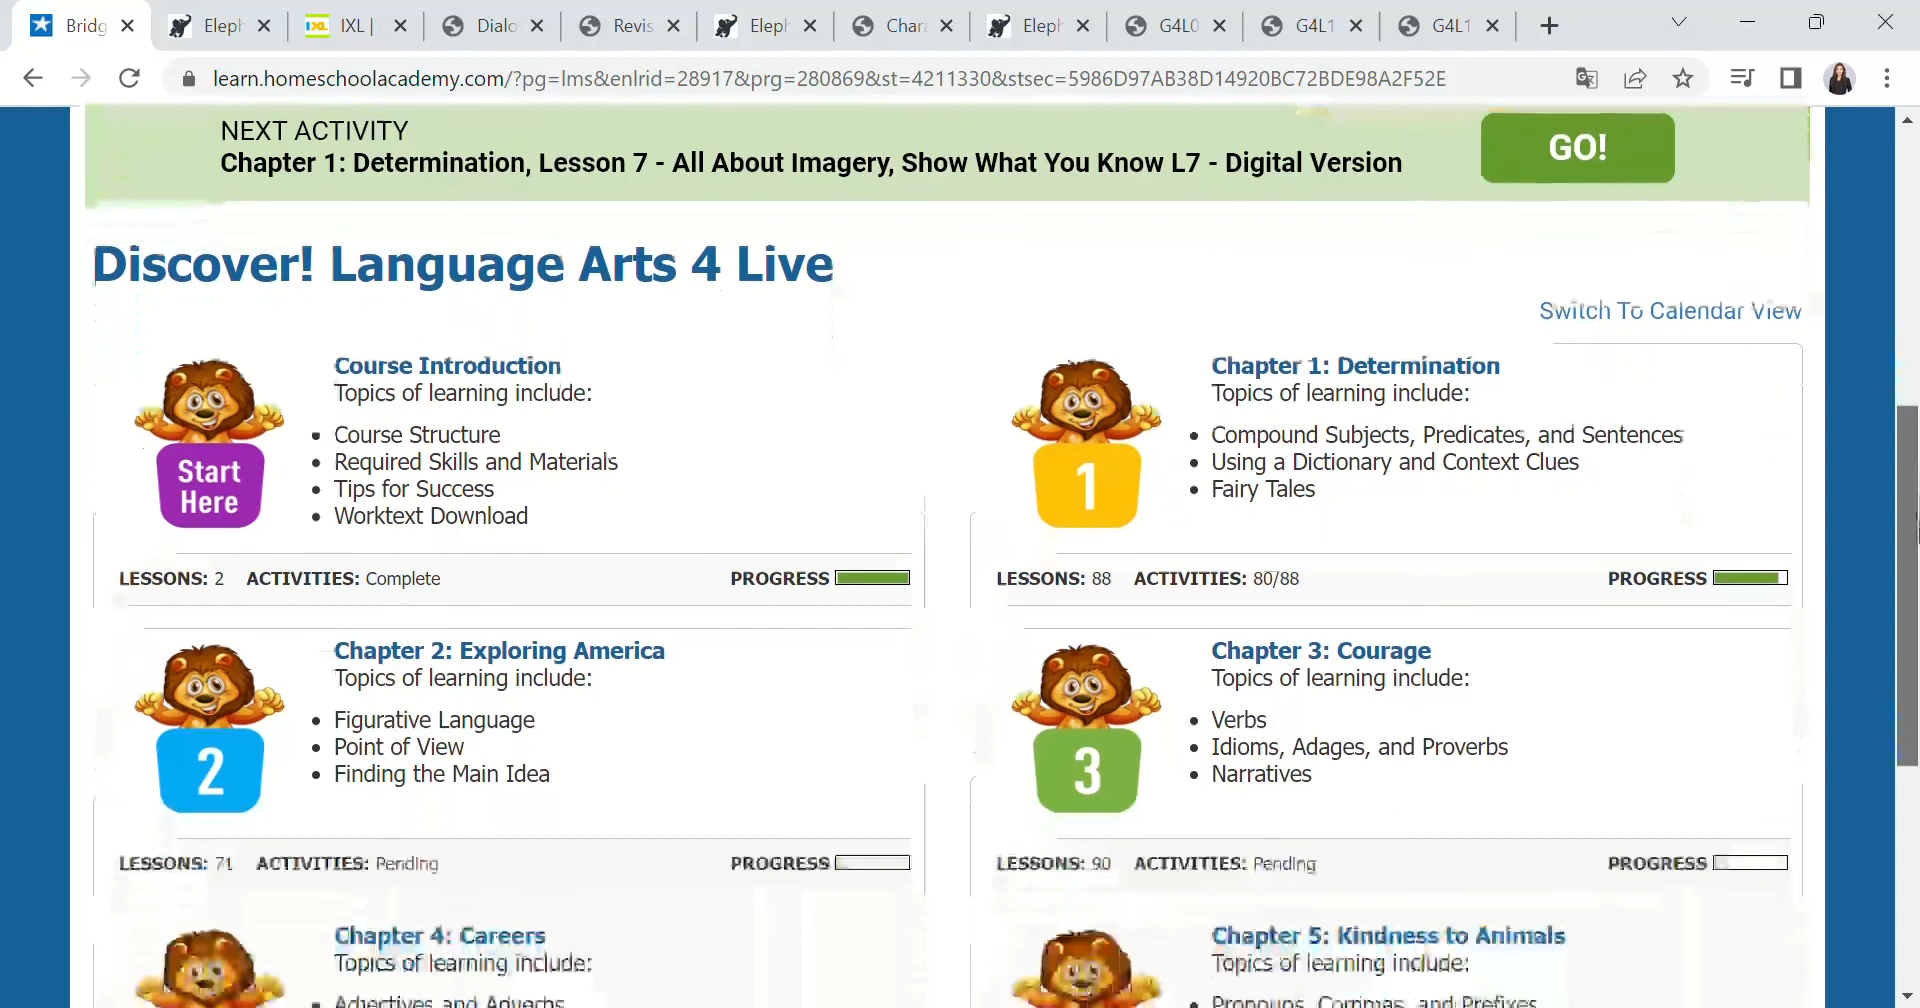 Bridg
Eleph
IXL |
Dialo
Revis
Eleph
Chara
Eleph
G4L0
G4L1
G4L1
learn.homeschoolacademy.com/?pg=lms&enlrid=28917&prg=280869&st=4211330&stsec=5986D97AB38D14920BC72BDE98A2F52E
NEXT ACTIVITY
Chapter 1: Determination, Lesson 7 - All About Imagery, Show What You Know L7 - Digital Version
GO!
Discover! Language Arts 4 Live
Switch To Calendar View
Start
Here
Course Introduction
Topics of learning include:
• Course Structure
• Required Skills and Materials
• Tips for Success
• Worktext Download
LESSONS: 2 ACTIVITIES: Complete PROGRESS
1
Chapter 1: Determination
Topics of learning include:
• Compound Subjects, Predicates, and Sentences
• Using a Dictionary and Context Clues
• Fairy Tales
LESSONS: 88 ACTIVITIES: 80/88 PROGRESS
2
Chapter 2: Exploring America
Topics of learning include:
• Figurative Language
• Point of View
• Finding the Main Idea
LESSONS: 71 ACTIVITIES: Pending PROGRESS
3
Chapter 3: Courage
Topics of learning include:
• Verbs
• Idioms, Adages, and Proverbs
• Narratives
LESSONS: 90 ACTIVITIES: Pending PROGRESS
Chapter 4: Careers
Topics of learning include:
• Adjectives and Adverbs
Chapter 5: Kindness to Animals
Topics of learning include:
• Pronouns, Commas, and Prefixes